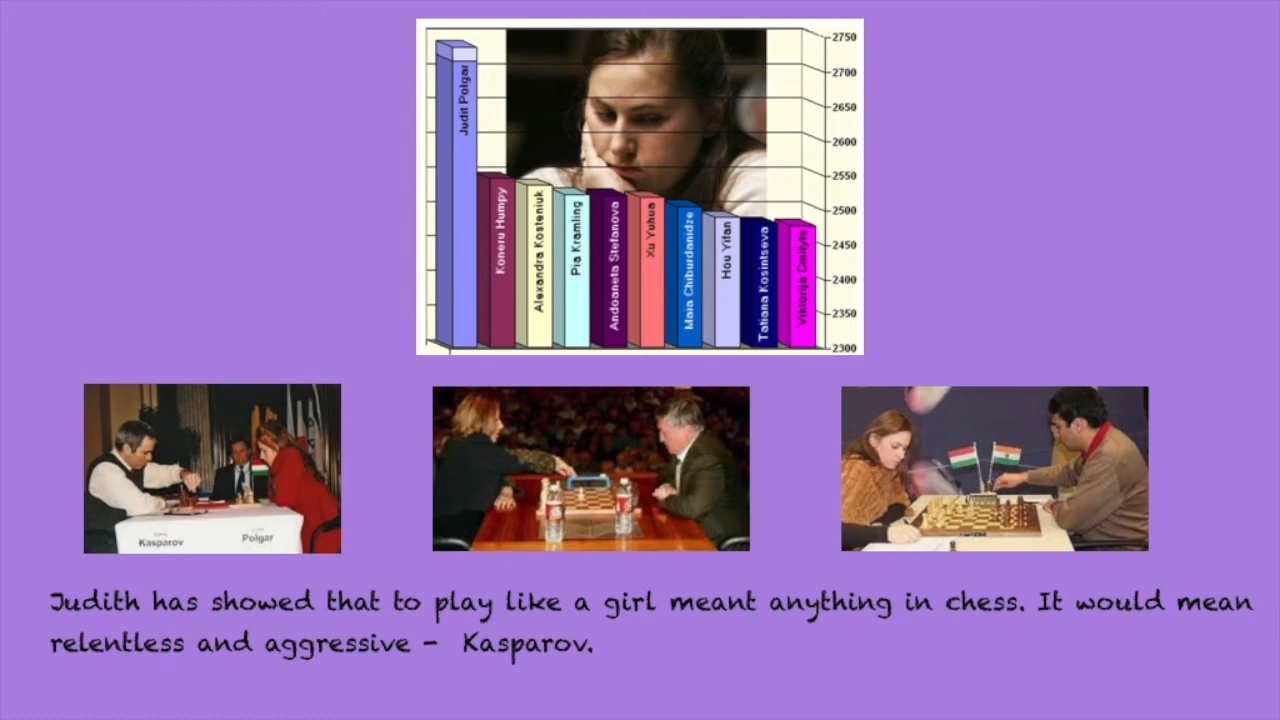 2750
2700
2650
2600
2550
2500
2450
2400
2350
2300
Judit Polgar
Koneru Humpy
Alexandra Kosteniuk
Pia Kramling
Andoaneta Stefanova
Xu Yuhua
Maia Chiburdanidze
Hou Yifan
Tatiana Kosintseva
Viktorija Cmilyte
Kasparov
Polgar
Judith has showed that to play like a girl meant anything in chess. It would mean
relentless and aggressive - Kasparov.